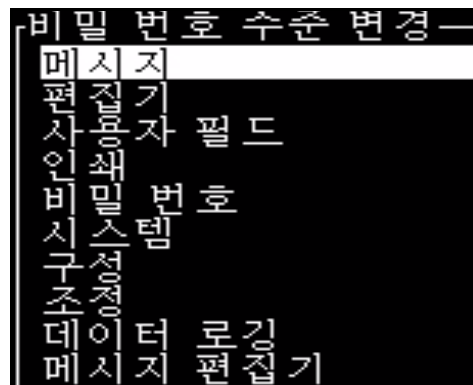 비밀 번호 수준 변경
메시지
편집기
사용자 필드
인쇄
비밀 번호
시스템
구성
조정
데이터 로깅
메시지 편집기